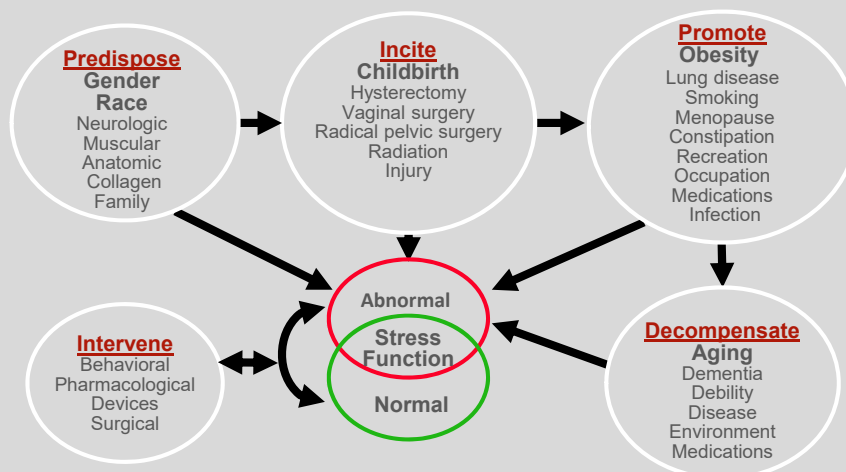 Predispose
Gender
Race
Neurologic
Muscular
Anatomic
Collagen
Family
Incite
Childbirth
Hysterectomy
Vaginal surgery
Radical pelvic surgery
Radiation
Injury
Promote
Obesity
Lung disease
Smoking
Menopause
Constipation
Recreation
Occupation
Medications
Infection
Intervene
Behavioral
Pharmacological
Devices
Surgical
Abnormal
Stress
Function
Normal
Decompensate
Aging
Dementia
Debility
Disease
Environment
Medications